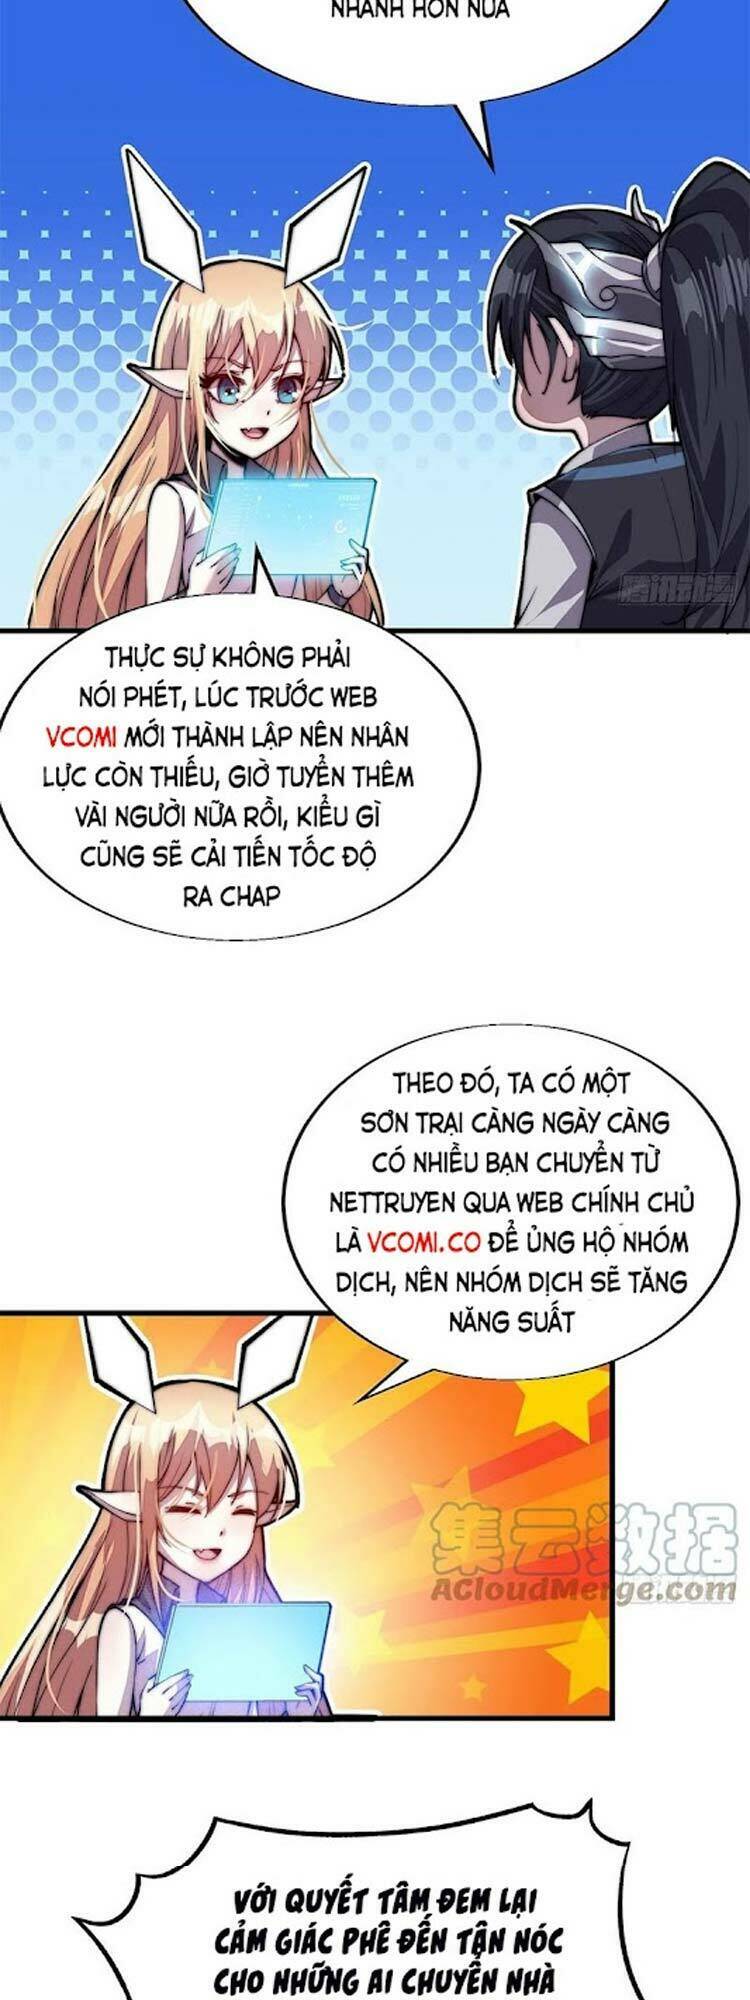 NHANH HƠN NỮA
腾讯动漫
THỰC SỰ KHÔNG PHẢI
NÓI PHÉT, LÚC TRƯỚC WEB
VCOMI MỚI THÀNH LẬP NÊN NHÂN
LỰC CÒN THIẾU, GIỜ TUYỂN THÊM
VÀI NGƯỜI NỮA RỒI, KIỂU GÌ
CŨNG SẼ CẢI TIẾN TỐC ĐỘ
RA CHAP
THEO ĐÓ, TA CÓ MỘT
SƠN TRẠI CÀNG NGÀY CÀNG
CÓ NHIỀU BẠN CHUYỂN TỪ
NETTRUYEN QUA WEB CHÍNH CHỦ
LÀ VCOMI.CO ĐỂ ỦNG HỘ NHÓM
DỊCH, NÊN NHÓM DỊCH SẼ TĂNG
NĂNG SUẤT
集云数据
ACloudMerge.com
VỚI QUYẾT TÂM ĐEM LẠI
CẢM GIÁC PHÊ ĐẾN TẬN NÓC
CHO NHỮNG AI CHUYỂN NHÀ